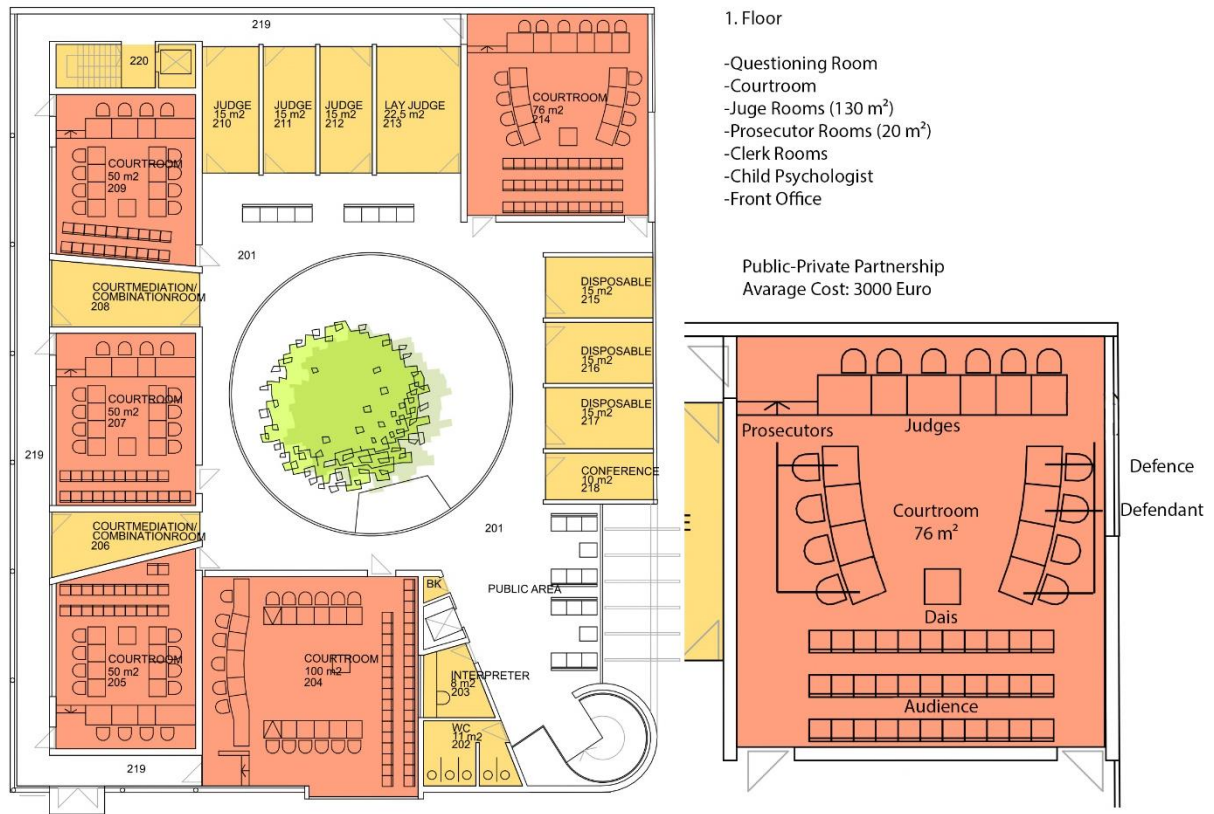 219
220
JUDGE
15 m2
210
JUDGE
15 m2
211
JUDGE
15 m2
212
LAY JUDGE
22,5 m2
213
COURTROOM
76 m2
214
COURTROOM
50 m2
209
201
COURTMEDIATION/
COMBINATIONROOM
208
DISPOSABLE
15 m2
215
DISPOSABLE
15 m2
216
DISPOSABLE
15 m2
217
CONFERENCE
10 m2
218
COURTROOM
50 m2
207
219
COURTMEDIATION/
COMBINATIONROOM
206
201
PUBLIC AREA
BK
COURTROOM
50 m2
205
COURTROOM
100 m2
204
INTERPRETER
8 m2
203
WC
11 m2
202
219
1. Floor
-Questioning Room
-Courtroom
-Juge Rooms (130 m²)
-Prosecutor Rooms (20 m²)
-Clerk Rooms
-Child Psychologist
-Front Office
Public-Private Partnership
Avarage Cost: 3000 Euro
Judges
Prosecutors
Defence
Defendant
Courtroom
76 m²
Dais
Audience
E